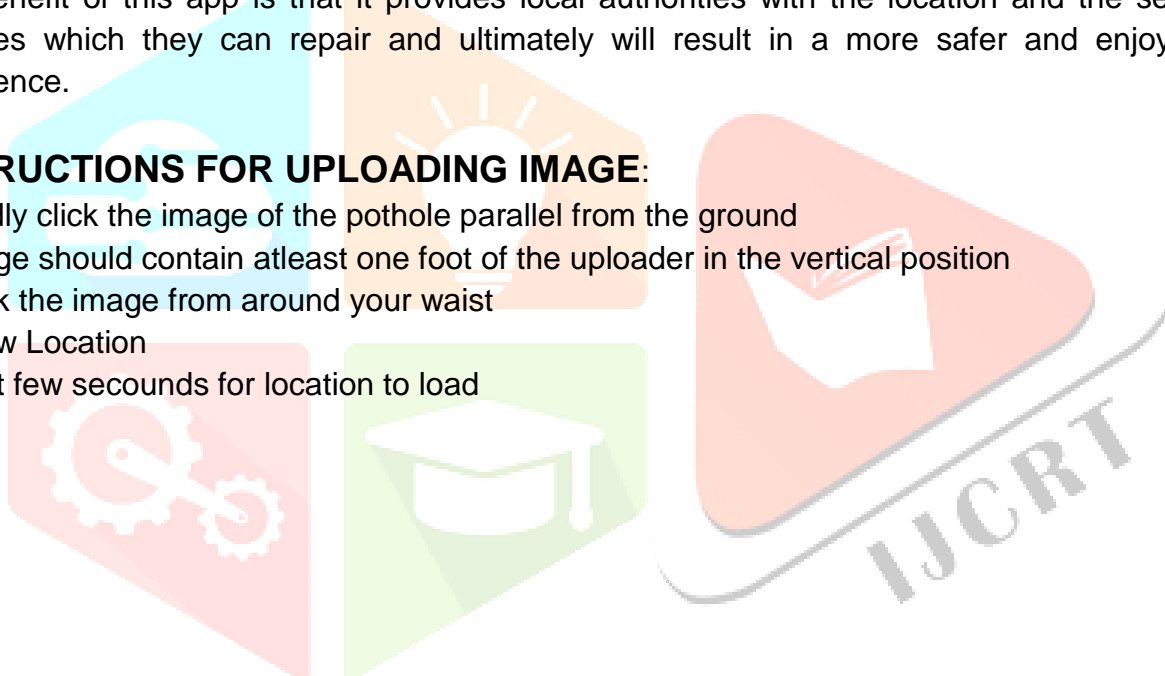 enefit of this app is that it provides local authorities with the location and the se
es which they can repair and ultimately will result in a more safer and enjoy
ence.
RUCTIONS FOR UPLOADING IMAGE:
lly click the image of the pothole parallel from the ground
ge should contain atleast one foot of the uploader in the vertical position
k the image from around your waist
w Location
t few secounds for location to load
IJCRT